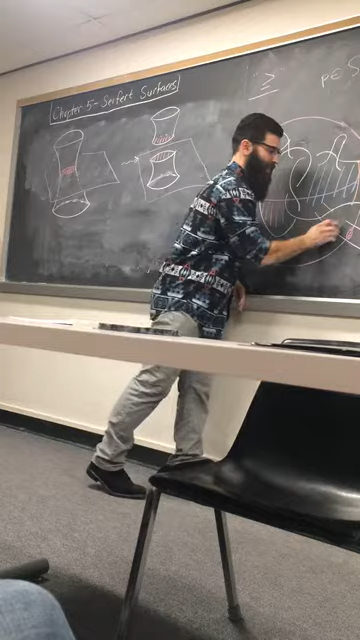 Chapter 5 - Seifert Surfaces
"Σ"
p∈S